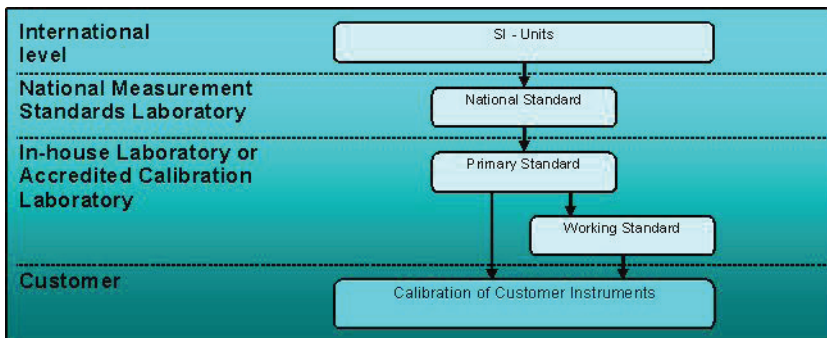 International
level
SI - Units
National Measurement
Standards Laboratory
National Standard
In-house Laboratory or
Accredited Calibration
Laboratory
Primary Standard
Working Standard
Customer
Calibration of Customer Instruments